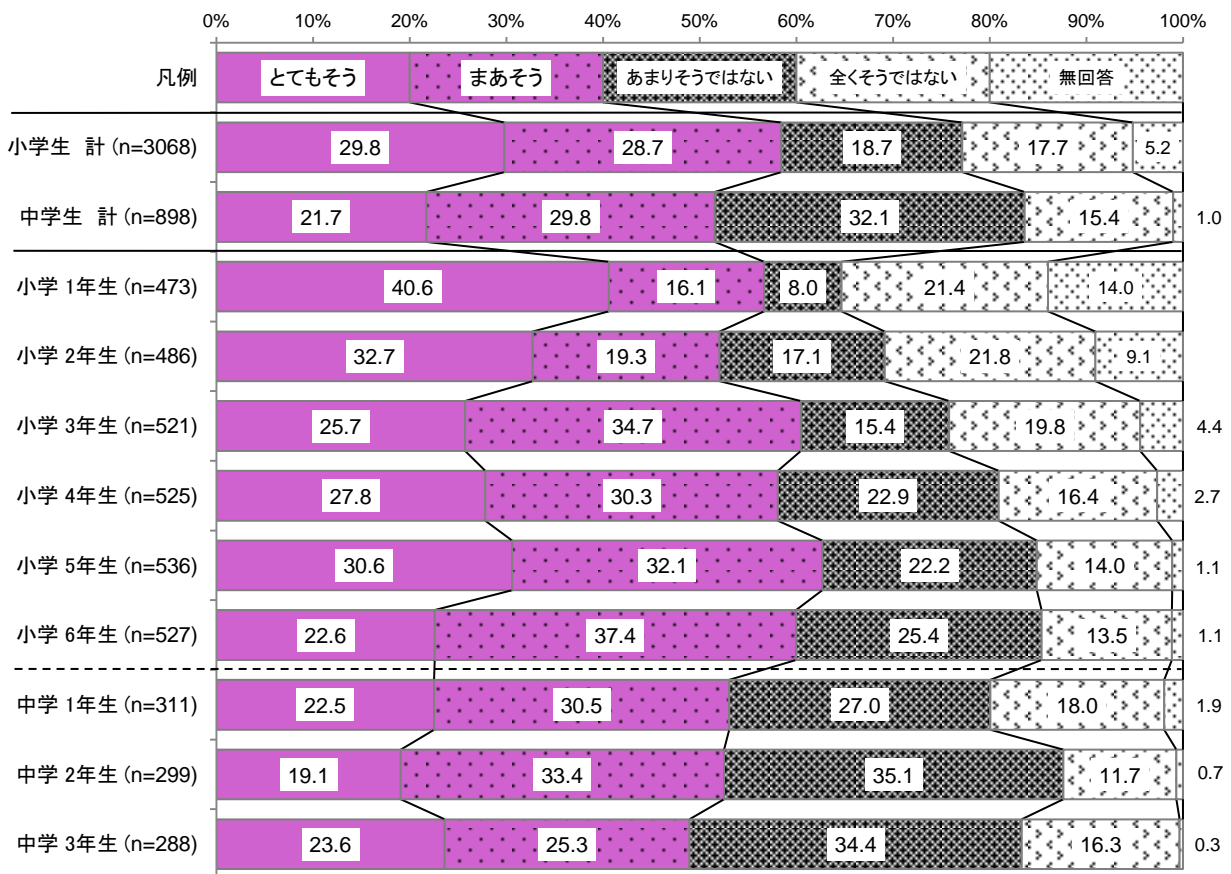 0% 10% 20% 30% 40% 50% 60% 70% 80% 90% 100%
凡例 とてもそう まあそう あまりそうではない 全くそうではない 無回答
小学生 計 (n=3068) 29.8 28.7 18.7 17.7 5.2
中学生 計 (n=898) 21.7 29.8 32.1 15.4 1.0
小学 1年生 (n=473) 40.6 16.1 8.0 21.4 14.0
小学 2年生 (n=486) 32.7 19.3 17.1 21.8 9.1
小学 3年生 (n=521) 25.7 34.7 15.4 19.8 4.4
小学 4年生 (n=525) 27.8 30.3 22.9 16.4 2.7
小学 5年生 (n=536) 30.6 32.1 22.2 14.0 1.1
小学 6年生 (n=527) 22.6 37.4 25.4 13.5 1.1
中学 1年生 (n=311) 22.5 30.5 27.0 18.0 1.9
中学 2年生 (n=299) 19.1 33.4 35.1 11.7 0.7
中学 3年生 (n=288) 23.6 25.3 34.4 16.3 0.3